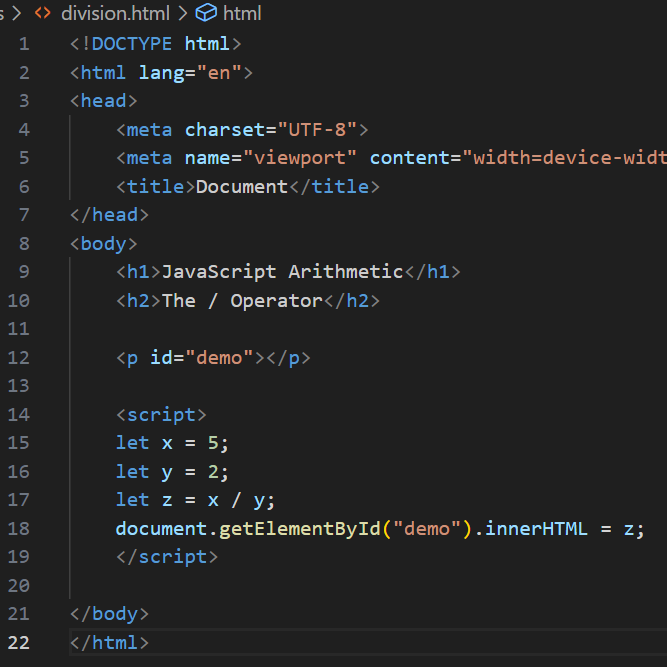 s > <> division.html > html
1 <!DOCTYPE html>
2 <html lang="en">
3 <head>
4     <meta charset="UTF-8">
5     <meta name="viewport" content="width=device-widt
6     <title>Document</title>
7 </head>
8 <body>
9     <h1>JavaScript Arithmetic</h1>
10     <h2>The / Operator</h2>
11
12     <p id="demo"></p>
13
14     <script>
15     let x = 5;
16     let y = 2;
17     let z = x / y;
18     document.getElementById("demo").innerHTML = z;
19     </script>
20
21 </body>
22 </html>